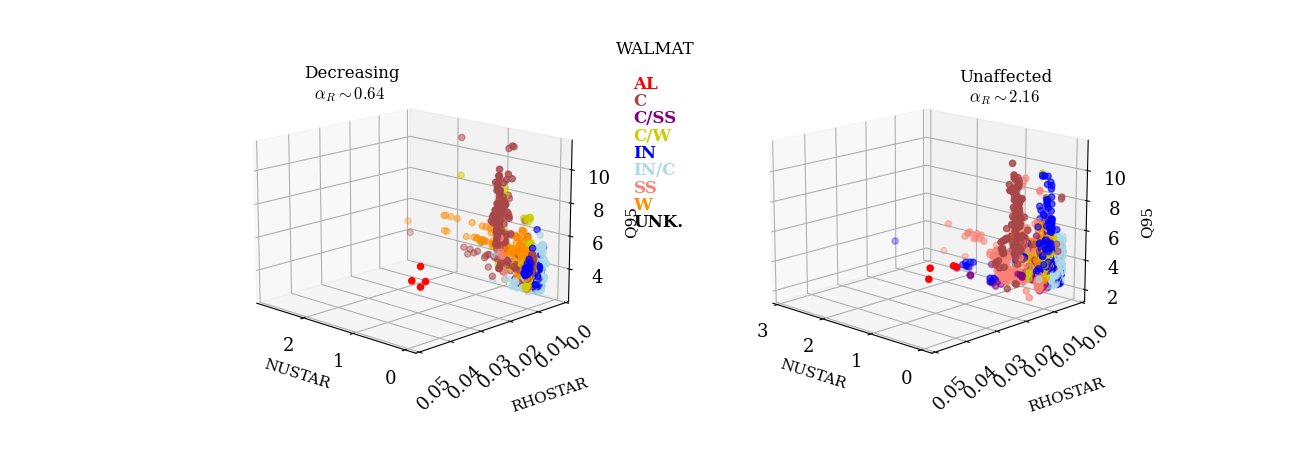 WALMAT
Decreasing
α_R ∼ 0.64
Unaffected
α_R ∼ 2.16
AL
C
C/SS
C/W
IN
IN/C
SS
W
UNK.
10
8
6
4
Q95
2
1
0
NUSTAR
0.05
0.04
0.03
0.02
0.01
0.0
RHOSTAR
10
8
6
4
2
Q95
3
2
1
0
NUSTAR
0.05
0.04
0.03
0.02
0.01
0.0
RHOSTAR